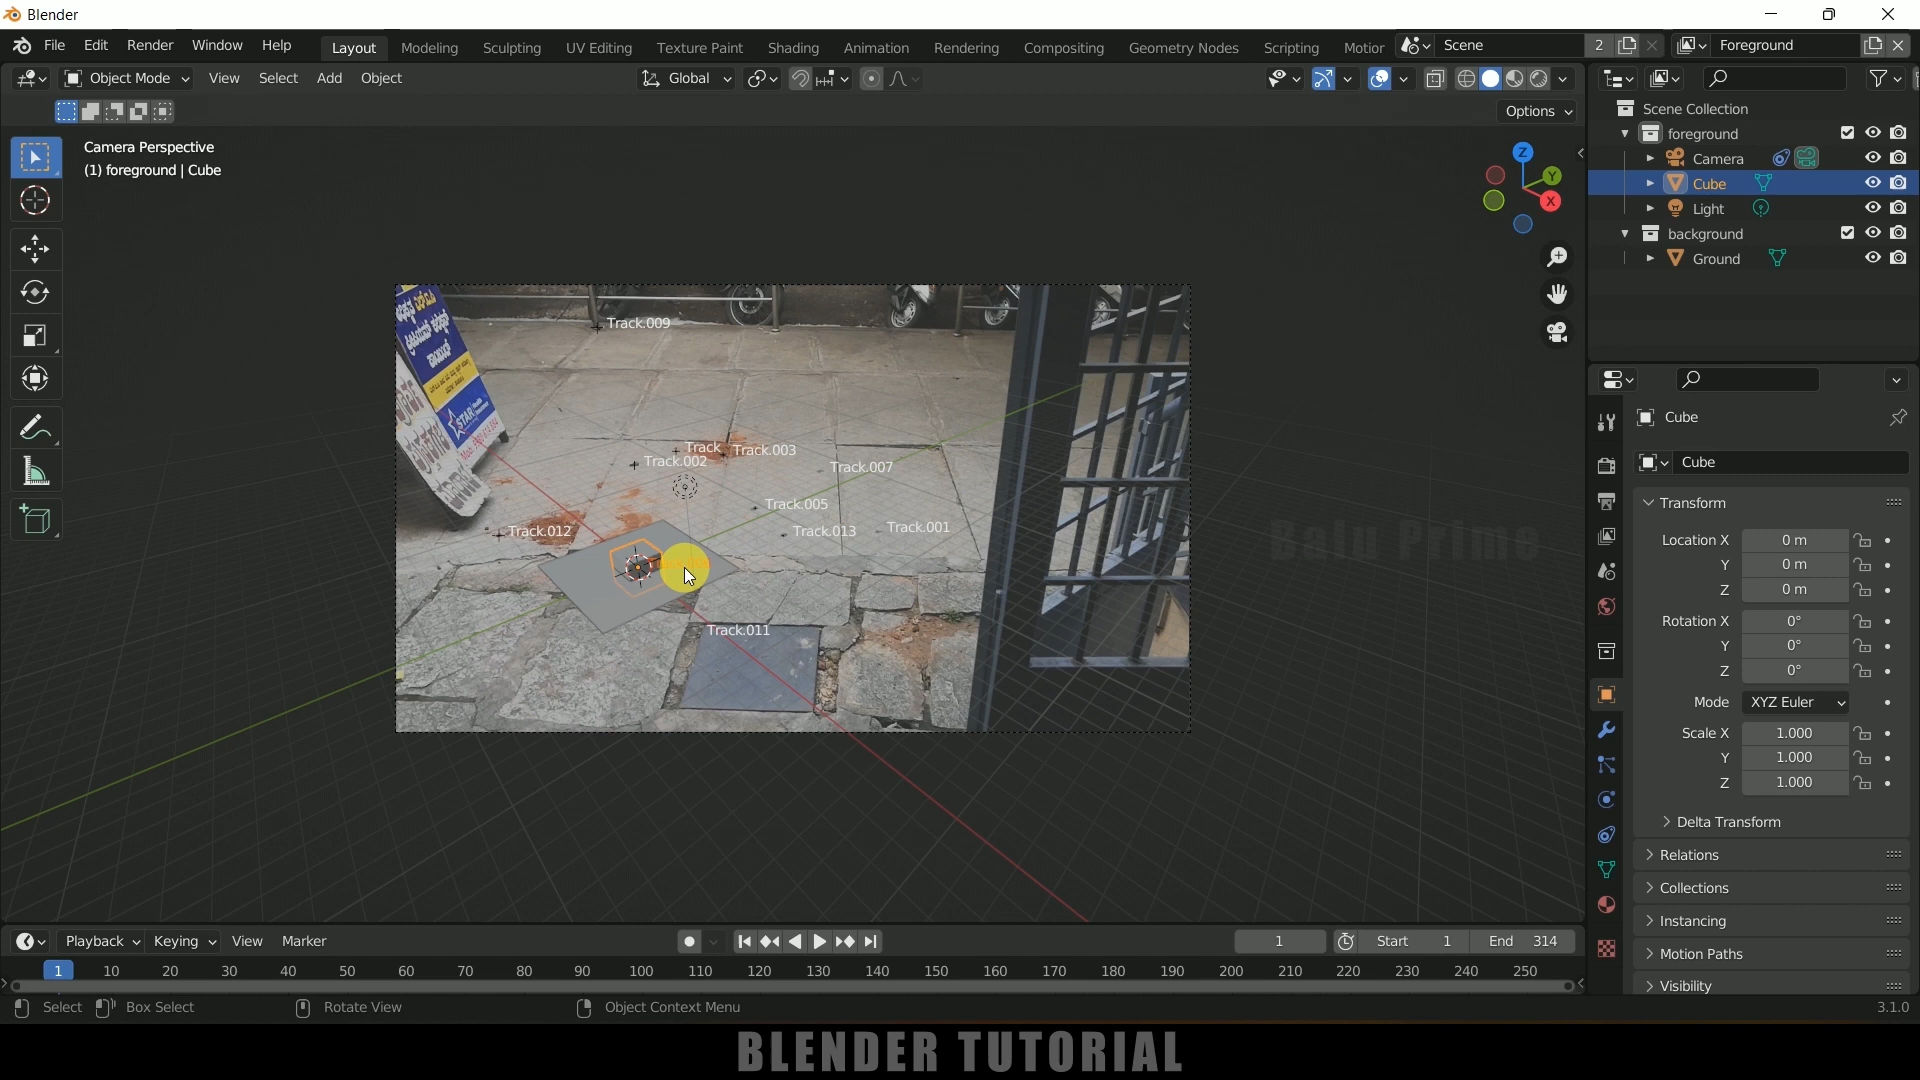 Blender
File Edit Render Window Help
Layout Modeling Sculpting UV Editing Texture Paint Shading Animation Rendering Compositing Geometry Nodes Scripting Motior
Scene 2
Foreground
Object Mode View Select Add Object
Global
Options
Camera Perspective
(1) foreground | Cube
Z
Y
X
Track.009
Track
Track.003
Track.002
Track.007
Track.005
Track.012
Track.013
Track.001
Track.011
STAR
Scene Collection
foreground
Camera
Cube
Light
background
Ground
Cube
Cube
Transform
Location X 0 m
Y 0 m
Z 0 m
Rotation X 0°
Y 0°
Z 0°
Mode XYZ Euler
Scale X 1.000
Y 1.000
Z 1.000
Delta Transform
Relations
Collections
Instancing
Motion Paths
Visibility
Playback Keying View Marker
1 Start 1 End 314
1 10 20 30 40 50 60 70 80 90 100 110 120 130 140 150 160 170 180 190 200 210 220 230 240 250
Select Box Select Rotate View Object Context Menu 3.1.0
BLENDER TUTORIAL